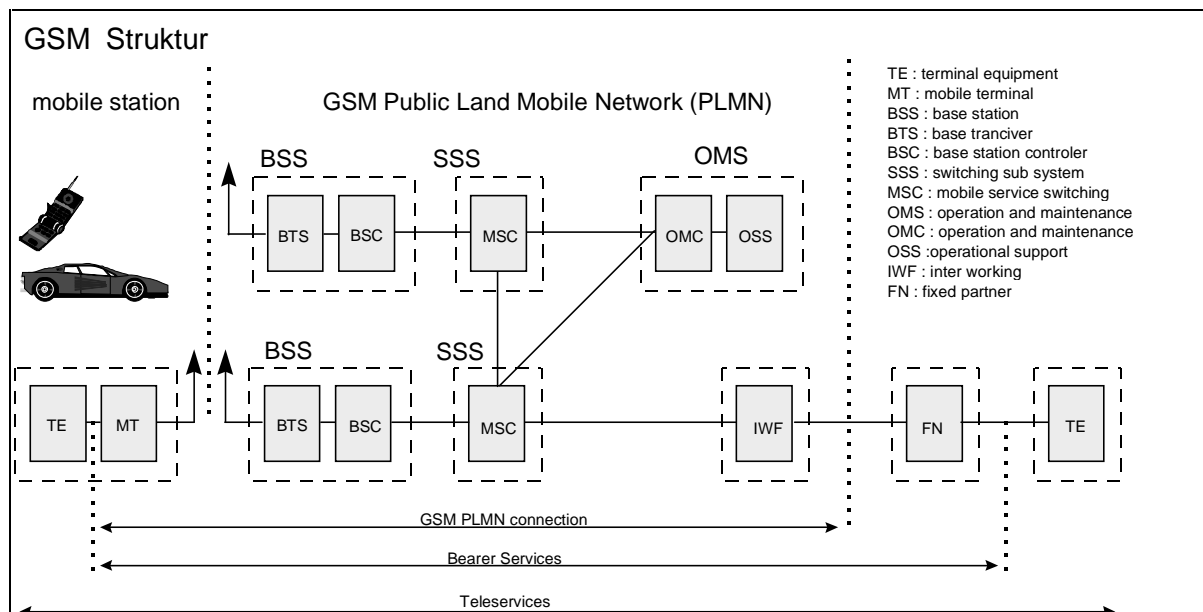 GSM Struktur
mobile station
GSM Public Land Mobile Network (PLMN)
TE : terminal equipment
MT : mobile terminal
BSS : base station
BTS : base tranciver
BSC : base station controler
SSS : switching sub system
MSC : mobile service switching
OMS : operation and maintenance
OMC : operation and maintenance
OSS :operational support
IWF : inter working
FN : fixed partner
BSS
SSS
OMS
BTS
BSC
MSC
OMC
OSS
BSS
SSS
TE
MT
BTS
BSC
MSC
IWF
FN
TE
GSM PLMN connection
Bearer Services
Teleservices